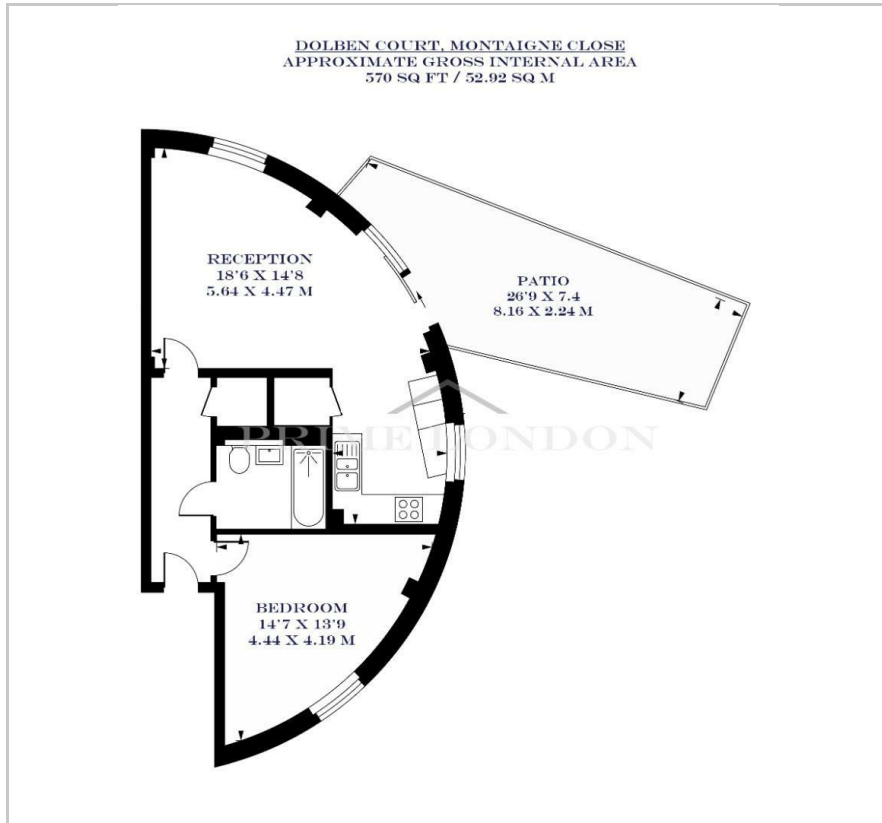 DOLBEN COURT, MONTAIGNE CLOSE
APPROXIMATE GROSS INTERNAL AREA
570 SQ FT / 52.92 SQ M
RECEPTION
18'6 X 14'8
5.64 X 4.47 M
PATIO
26'9 X 7.4
8.16 X 2.24 M
PRIME LONDON
BEDROOM
14'7 X 13'9
4.44 X 4.19 M